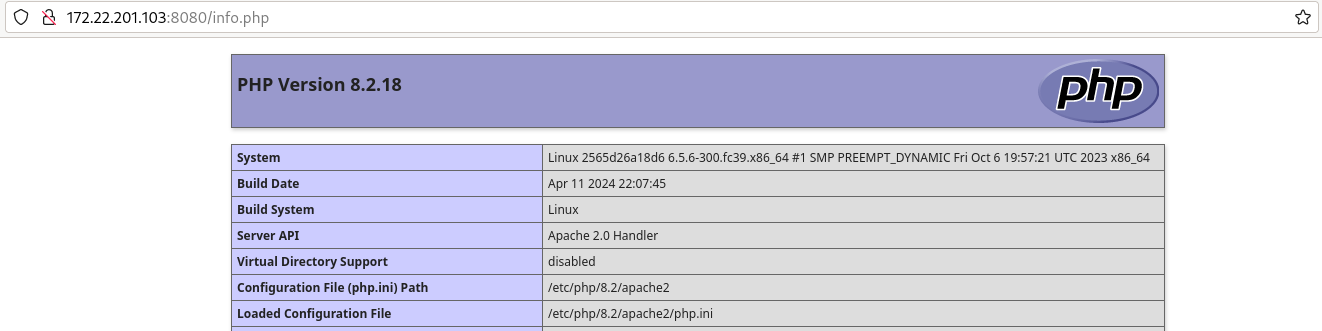 172.22.201.103:8080/info.php
PHP Version 8.2.18
php
System Linux 2565d26a18d6 6.5.6-300.fc39.x86_64 #1 SMP PREEMPT_DYNAMIC Fri Oct 6 19:57:21 UTC 2023 x86_64
Build Date Apr 11 2024 22:07:45
Build System Linux
Server API Apache 2.0 Handler
Virtual Directory Support disabled
Configuration File (php.ini) Path /etc/php/8.2/apache2
Loaded Configuration File /etc/php/8.2/apache2/php.ini